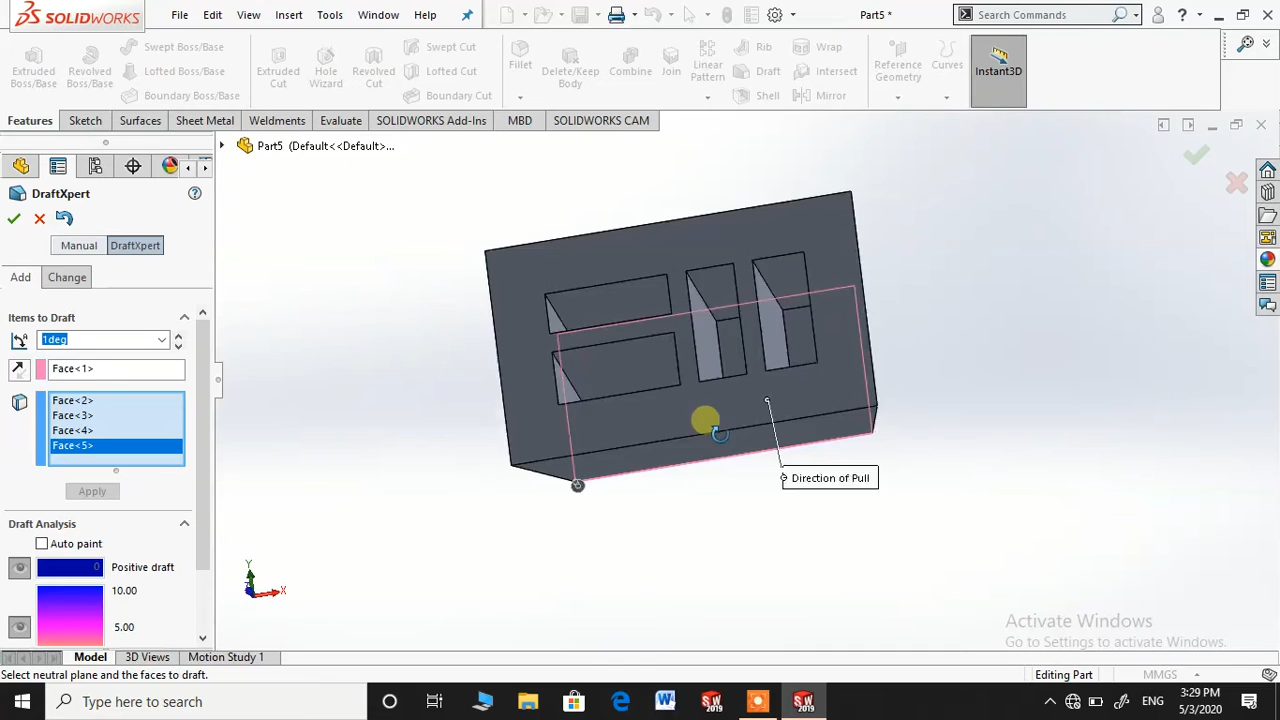 SOLIDWORKS
File Edit View Insert Tools Window Help
Part5 *
Search Commands
Extruded Boss/Base
Revolved Boss/Base
Swept Boss/Base
Lofted Boss/Base
Boundary Boss/Base
Extruded Cut
Hole Wizard
Revolved Cut
Swept Cut
Lofted Cut
Boundary Cut
Fillet
Delete/Keep Body
Combine
Join
Linear Pattern
Rib
Draft
Shell
Wrap
Intersect
Mirror
Reference Geometry
Curves
Instant3D
Features Sketch Surfaces Sheet Metal Weldments Evaluate SOLIDWORKS Add-Ins MBD SOLIDWORKS CAM
Part5 (Default<<Default>...
DraftXpert
Manual DraftXpert
Add Change
Items to Draft
1deg
Face<1>
Face<2>
Face<3>
Face<4>
Face<5>
Apply
Draft Analysis
Auto paint
0 Positive draft
10.00
5.00
Direction of Pull
Y
X
Activate Windows
Go to Settings to activate Windows.
Model 3D Views Motion Study 1
Select neutral plane and the faces to draft.
Editing Part
MMGS
Type here to search
SW 2019
SW 2019
ENG
3:29 PM
5/3/2020